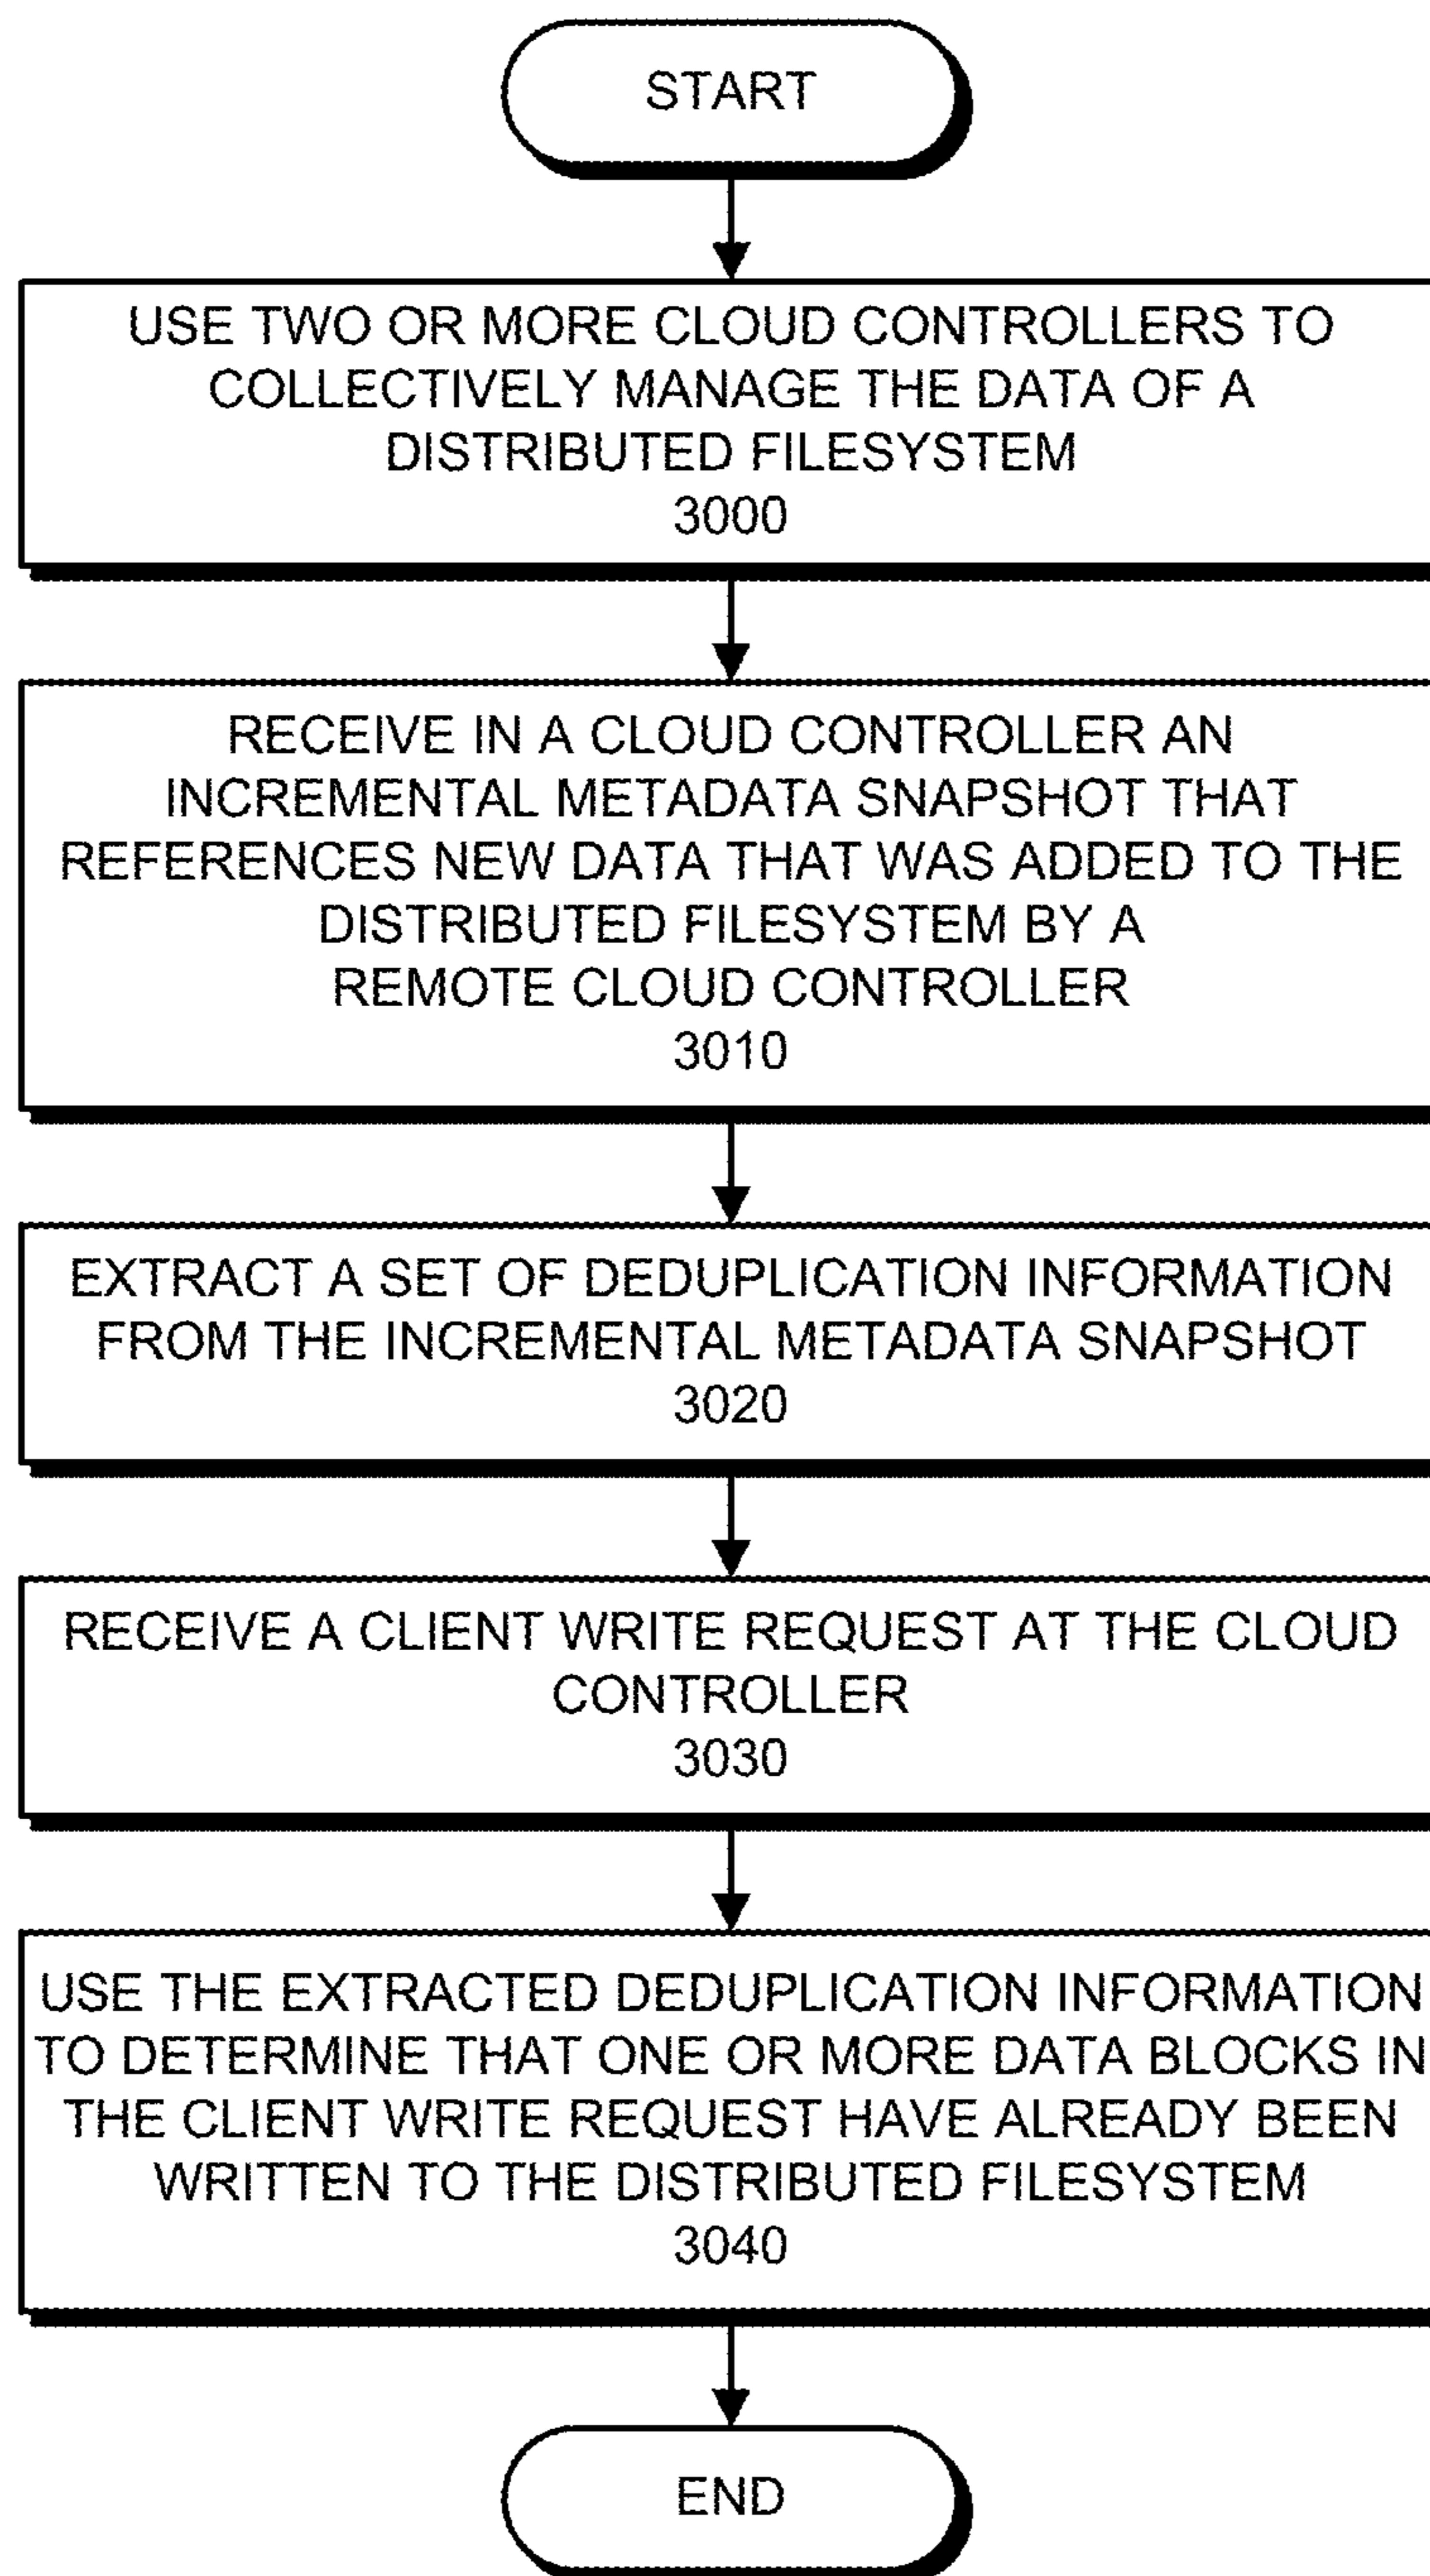 START
USE TWO OR MORE CLOUD CONTROLLERS TO
COLLECTIVELY MANAGE THE DATA OF A
DISTRIBUTED FILESYSTEM
3000
RECEIVE IN A CLOUD CONTROLLER AN
INCREMENTAL METADATA SNAPSHOT THAT
REFERENCES NEW DATA THAT WAS ADDED TO THE
DISTRIBUTED FILESYSTEM BY A
REMOTE CLOUD CONTROLLER
3010
EXTRACT A SET OF DEDUPLICATION INFORMATION
FROM THE INCREMENTAL METADATA SNAPSHOT
3020
RECEIVE A CLIENT WRITE REQUEST AT THE CLOUD
CONTROLLER
3030
USE THE EXTRACTED DEDUPLICATION INFORMATION
TO DETERMINE THAT ONE OR MORE DATA BLOCKS IN
THE CLIENT WRITE REQUEST HAVE ALREADY BEEN
WRITTEN TO THE DISTRIBUTED FILESYSTEM
3040
END